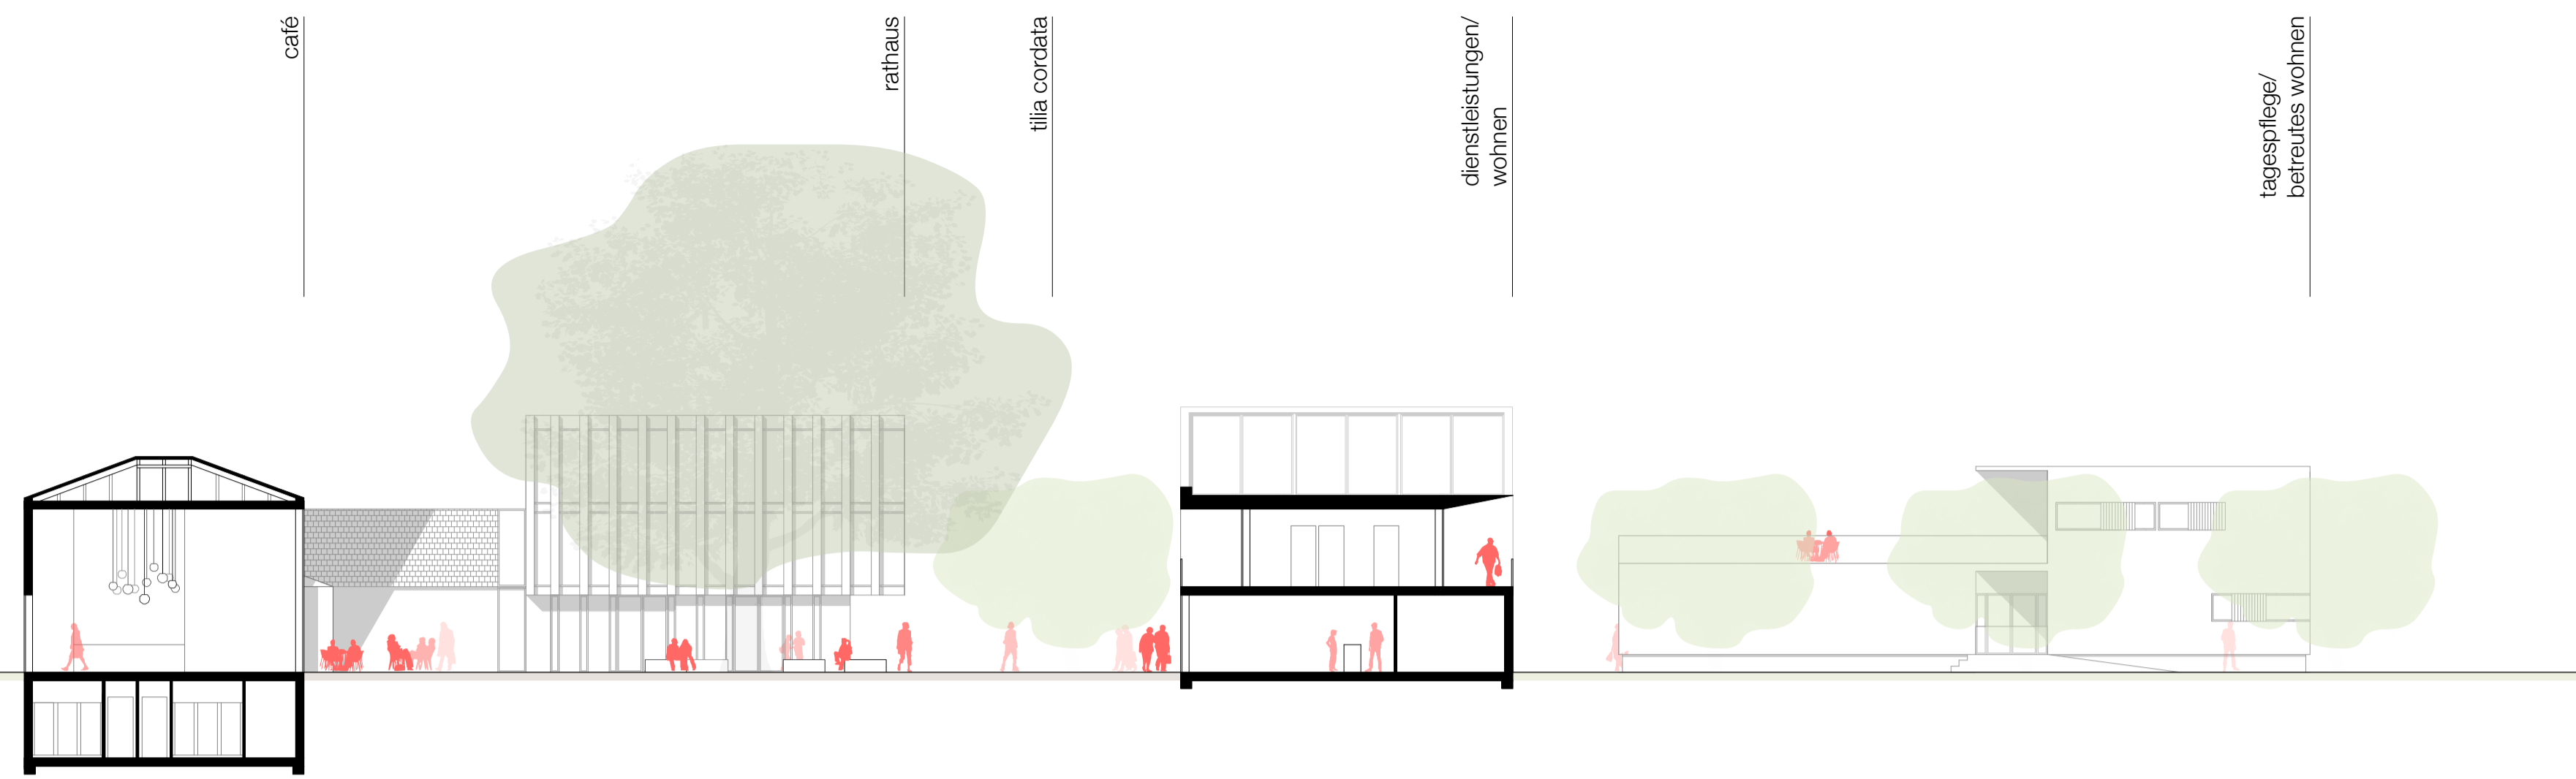 café
rathaus
tilia cordata
dienstleistungen/
wohnen
tagespflege/
betreutes wohnen